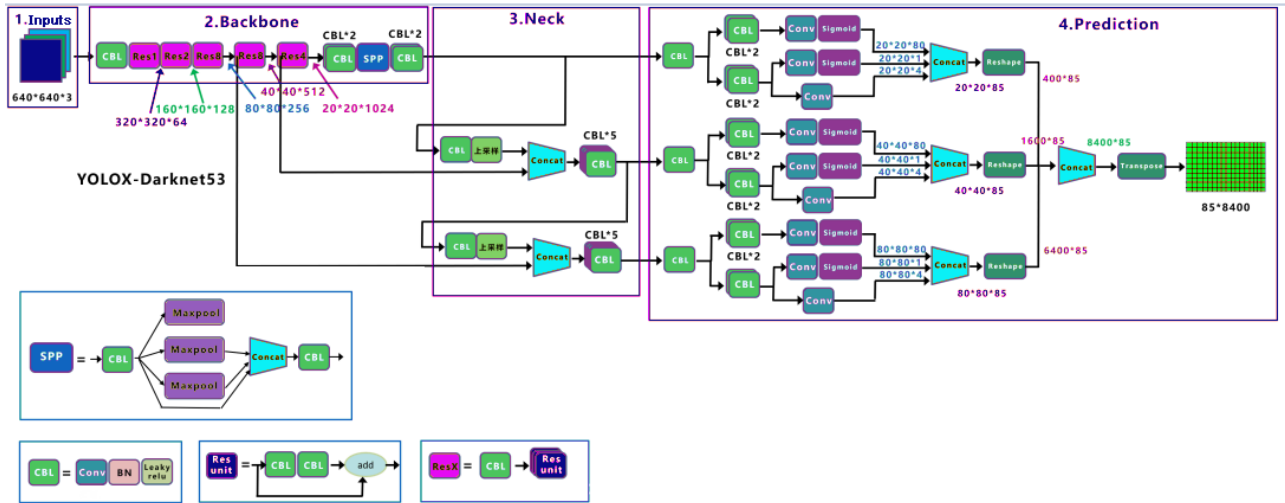 1.Inputs
640*640*3
2.Backbone
CBL
Res1
Res2
Res8
Res8
Res4
CBL*2
CBL
SPP
CBL*2
CBL
320*320*64
160*160*128
80*80*256
40*40*512
20*20*1024
YOLOX-Darknet53
3.Neck
CBL
上采样
Concat
CBL*5
CBL
CBL
上采样
Concat
CBL*5
CBL
4.Prediction
CBL
CBL
CBL*2
CBL
CBL*2
Conv
Sigmoid
Conv
Sigmoid
Conv
20*20*80
20*20*1
20*20*4
Concat
20*20*85
Reshape
400*85
CBL
CBL
CBL*2
CBL
CBL*2
Conv
Sigmoid
Conv
Sigmoid
Conv
40*40*80
40*40*1
40*40*4
Concat
40*40*85
Reshape
1600*85
CBL
CBL
CBL*2
CBL
Conv
Sigmoid
Conv
Sigmoid
Conv
80*80*80
80*80*1
80*80*4
Concat
80*80*85
Reshape
6400*85
Concat
8400*85
Transpose
85*8400
SPP
=
CBL
Maxpool
Maxpool
Maxpool
Concat
CBL
CBL = Conv BN Leaky relu
Res unit = CBL CBL add
ResX = CBL Res unit